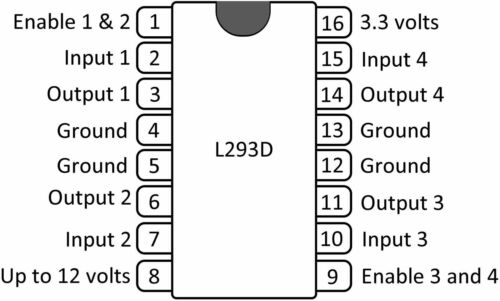 Enable 1 & 2 1 16 3.3 volts
Input 1 2 15 Input 4
Output 1 3 14 Output 4
Ground 4 13 Ground
L293D
Ground 5 12 Ground
Output 2 6 11 Output 3
Input 2 7 10 Input 3
Up to 12 volts 8 9 Enable 3 and 4